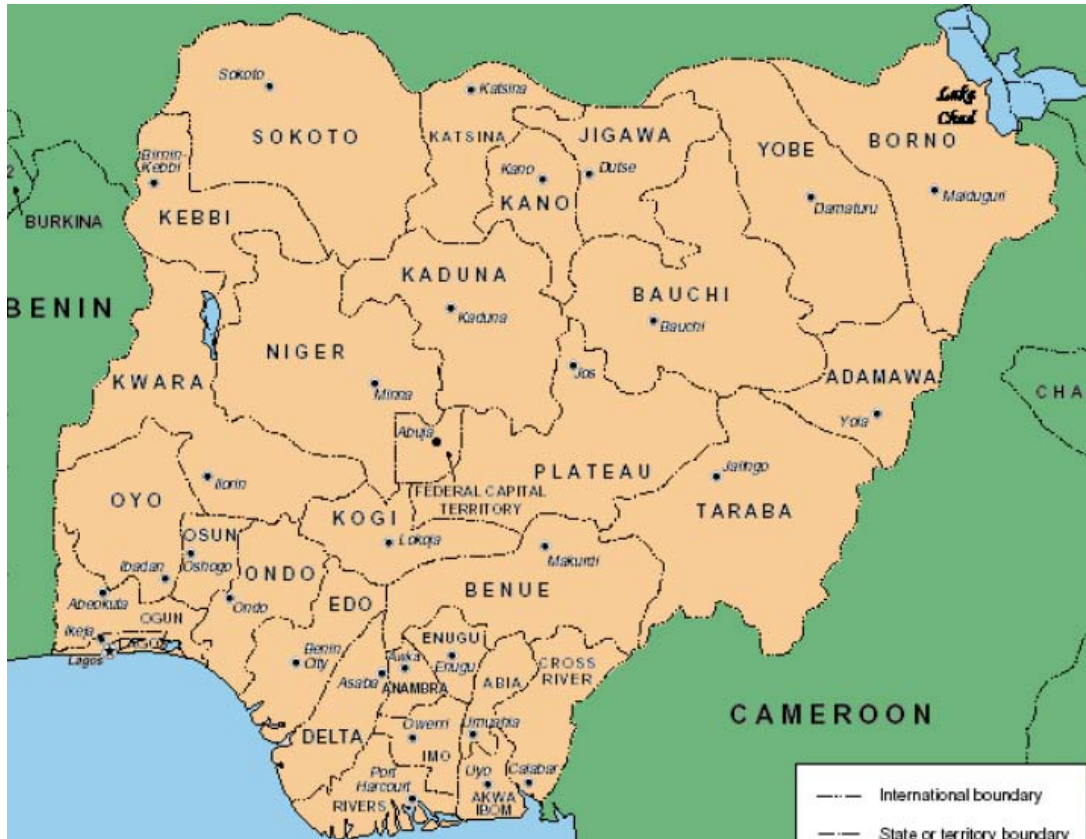 Sokoto
Katsina
Lake
Chad
SOKOTO
KATSINA
JIGAWA
YOBE
BORNO
Birnin-
Kebbi
Kano
Dutse
KANO
Damaturu
Maiduguri
BURKINA
KEBBI
KADUNA
Kaduna
BAUCHI
Bauchi
BENIN
NIGER
KWARA
Minna
Jos
ADAMAWA
Yola
CHA
Abuja
Ilorin
OYO
PLATEAU
Jalingo
FEDERAL CAPITAL
TERRITORY
KOGI
TARABA
Lokoja
OSUN
Oshogo
Makurdi
Ibadan
ONDO
EDO
BENUE
Abeokuta
Ondo
OGUN
Ikeja
Lagos
ENUGU
Enugu
Benin
City
Awka
Asaba
ANAMBRA
ABIA
CROSS
RIVER
CAMEROON
DELTA
Owerri
Umuahia
IMO
Port
Harcourt
Uyo
Calabar
RIVERS
AKWA
IBOM
International boundary
State or territory boundary